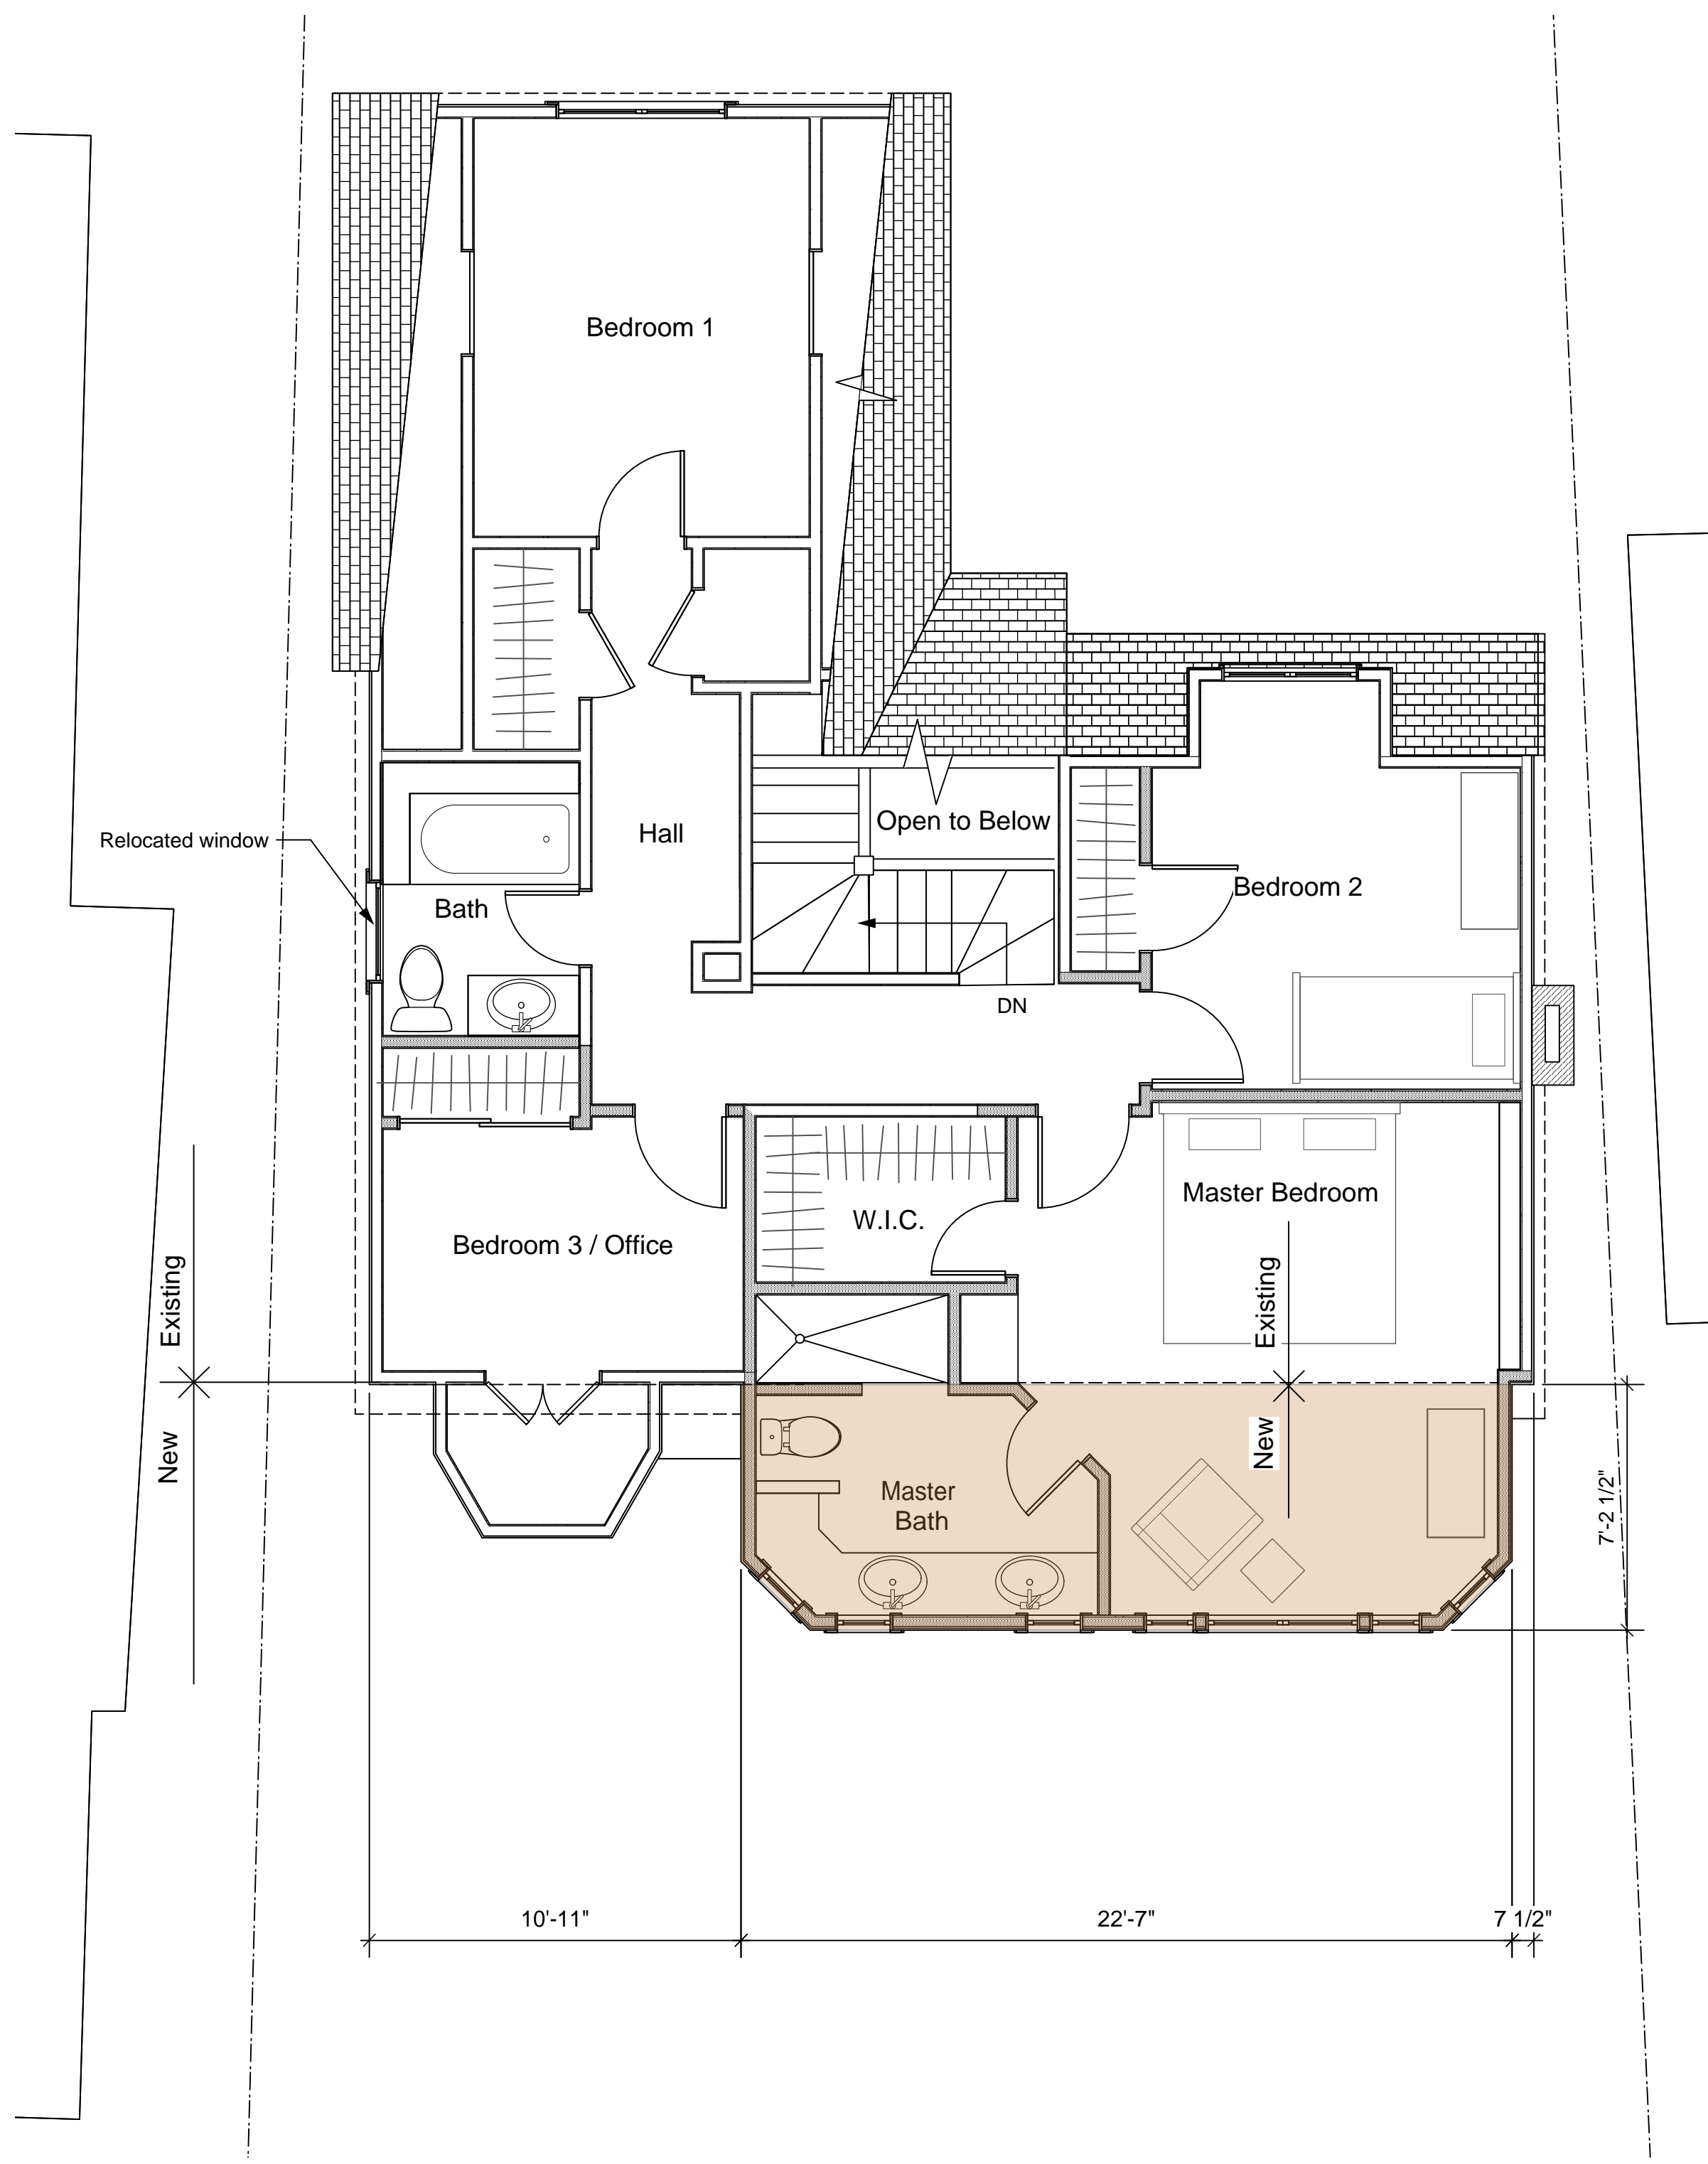 Bedroom 1
Hall
Open to Below
Relocated window
Bedroom 2
Bath
DN
Master Bedroom
W.I.C.
Bedroom 3 / Office
Existing
Existing
New
New
Master
Bath
7'-2 1/2"
10'-11"
22'-7"
7 1/2"